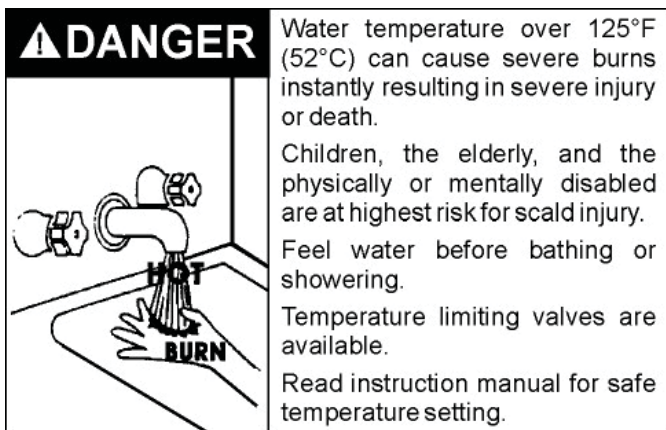 DANGER
Water temperature over 125°F
(52°C) can cause severe burns
instantly resulting in severe injury
or death.
Children, the elderly, and the
physically or mentally disabled
are at highest risk for scald injury.
Feel water before bathing or
showering.
Temperature limiting valves are
available.
Read instruction manual for safe
temperature setting.
HOT
BURN